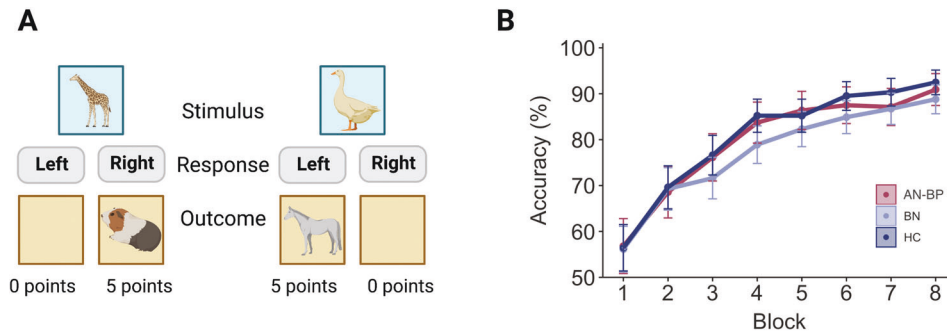 A
Stimulus
Left Right Response Left Right
Outcome
0 points 5 points 5 points 0 points
B
Accuracy (%)
100
90
80
70
60
50
1 2 3 4 5 6 7 8
Block
AN-BP
BN
HC